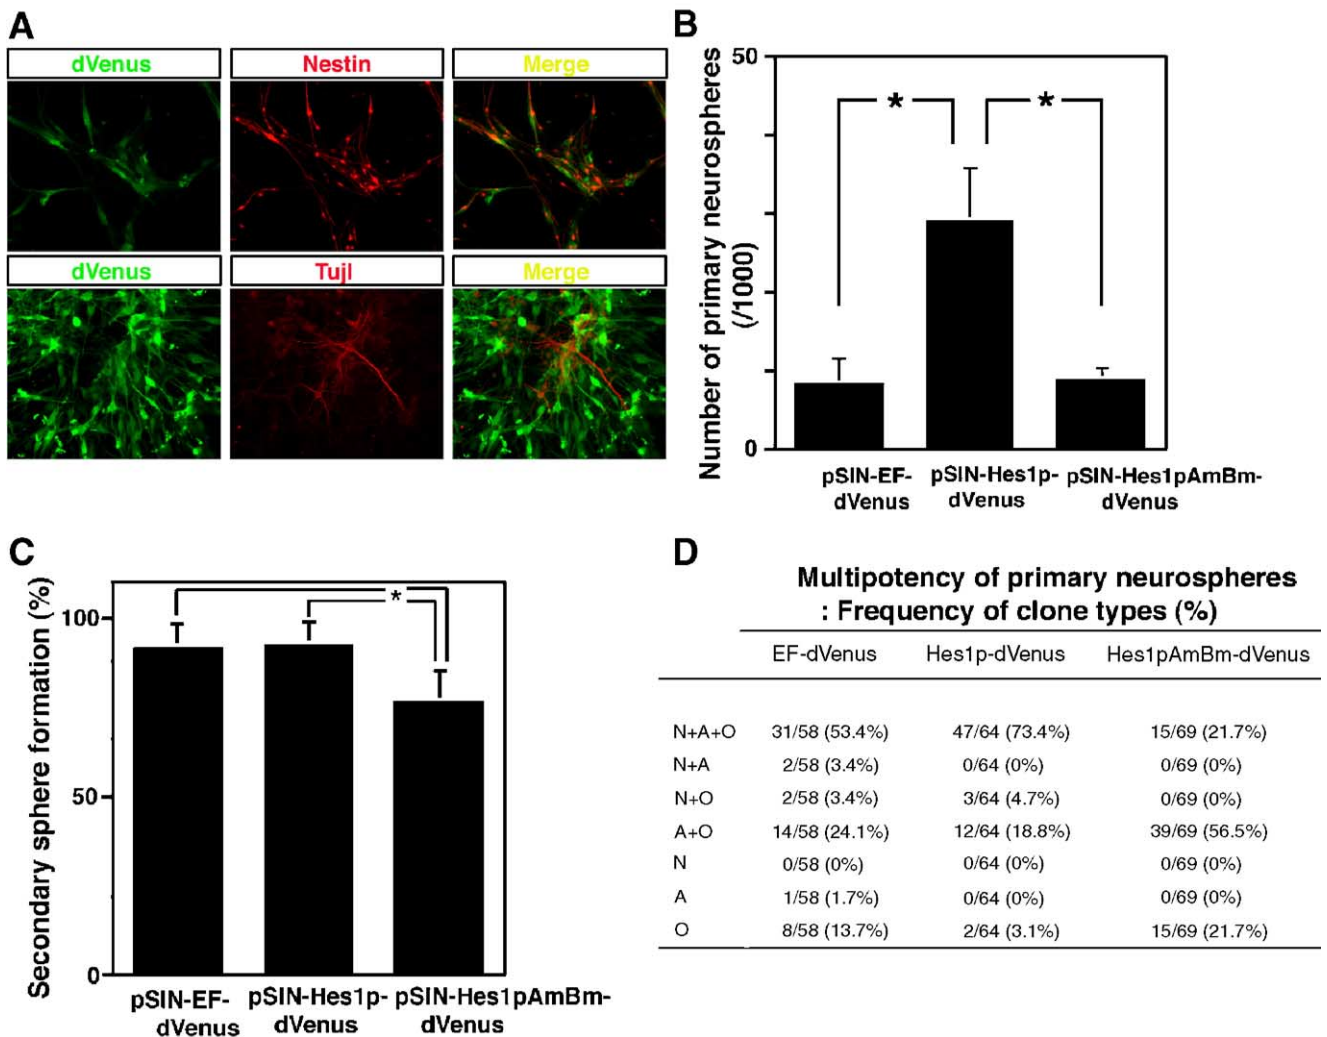 A
dVenus Nestin Merge
dVenus TujI Merge
B
Number of primary neurospheres
(/1000)
50
0
* *
pSIN-EF-
dVenus
pSIN-Hes1p-
dVenus
pSIN-Hes1pAmBm-
dVenus
C
Secondary sphere formation (%)
100
50
0
*
pSIN-EF-
dVenus
pSIN-Hes1p-
dVenus
pSIN-Hes1pAmBm-
dVenus
D
Multipotency of primary neurospheres
: Frequency of clone types (%)
EF-dVenus Hes1p-dVenus Hes1pAmBm-dVenus
N+A+O 31/58 (53.4%) 47/64 (73.4%) 15/69 (21.7%)
N+A 2/58 (3.4%) 0/64 (0%) 0/69 (0%)
N+O 2/58 (3.4%) 3/64 (4.7%) 0/69 (0%)
A+O 14/58 (24.1%) 12/64 (18.8%) 39/69 (56.5%)
N 0/58 (0%) 0/64 (0%) 0/69 (0%)
A 1/58 (1.7%) 0/64 (0%) 0/69 (0%)
O 8/58 (13.7%) 2/64 (3.1%) 15/69 (21.7%)